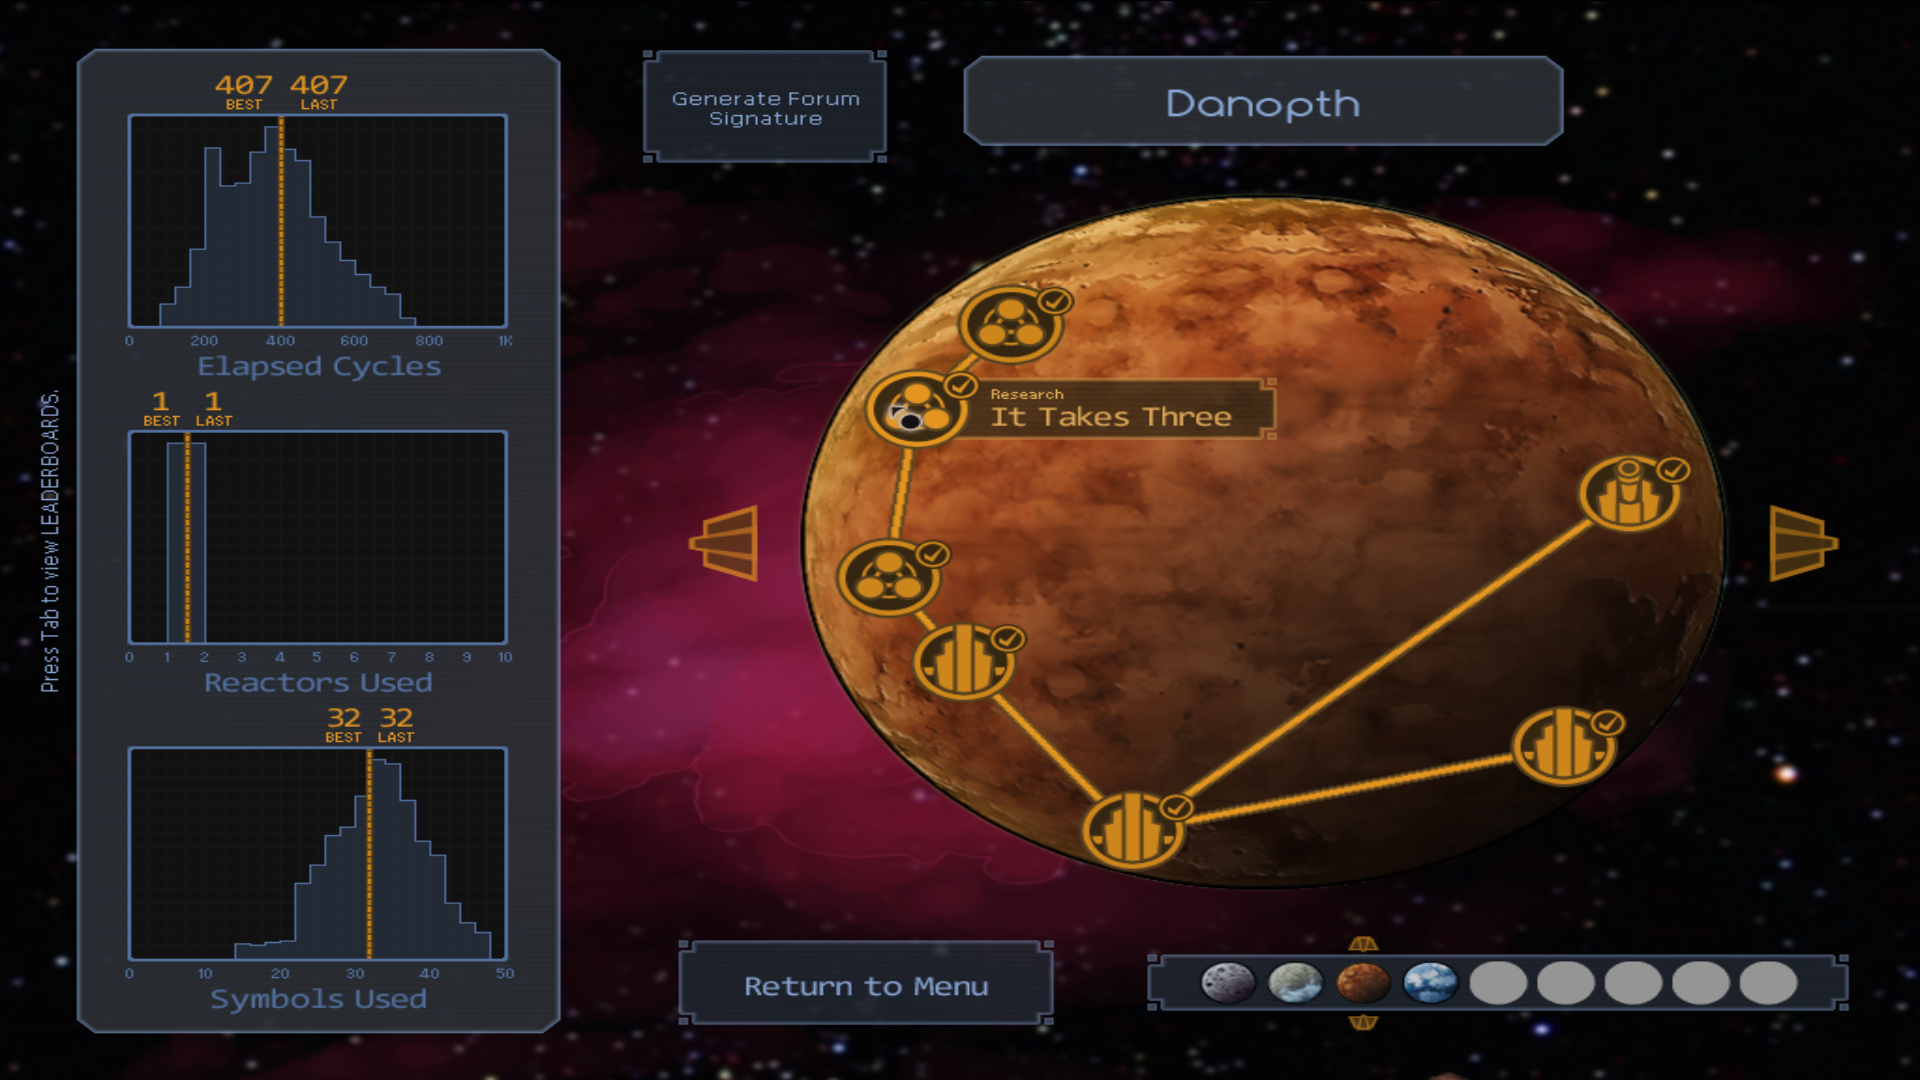 407 407
BEST LAST
0 200 400 600 800 1K
Elapsed Cycles
1 1
BEST LAST
0 1 2 3 4 5 6 7 8 9 10
Reactors Used
32 32
BEST LAST
0 10 20 30 40 50
Symbols Used
Press Tab to view LEADERBOARDS.
Generate Forum
Signature
Danopth
Research
It Takes Three
Return to Menu